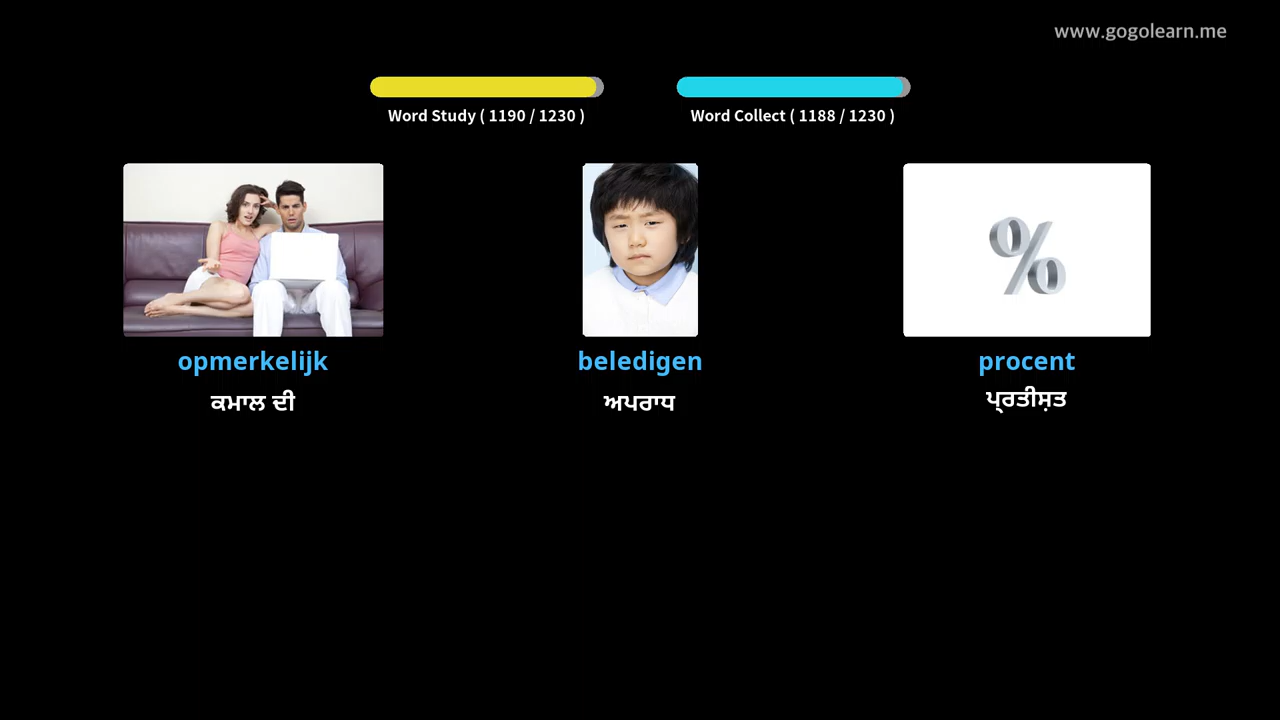 www.gogolearn.me
Word Study ( 1190 / 1230 )
Word Collect ( 1188 / 1230 )
opmerkelijk
beledigen
procent
ਕਮਾਲ ਦੀ
ਅਪਰਾਧ
ਪ੍ਰਤੀਸ਼ਤ